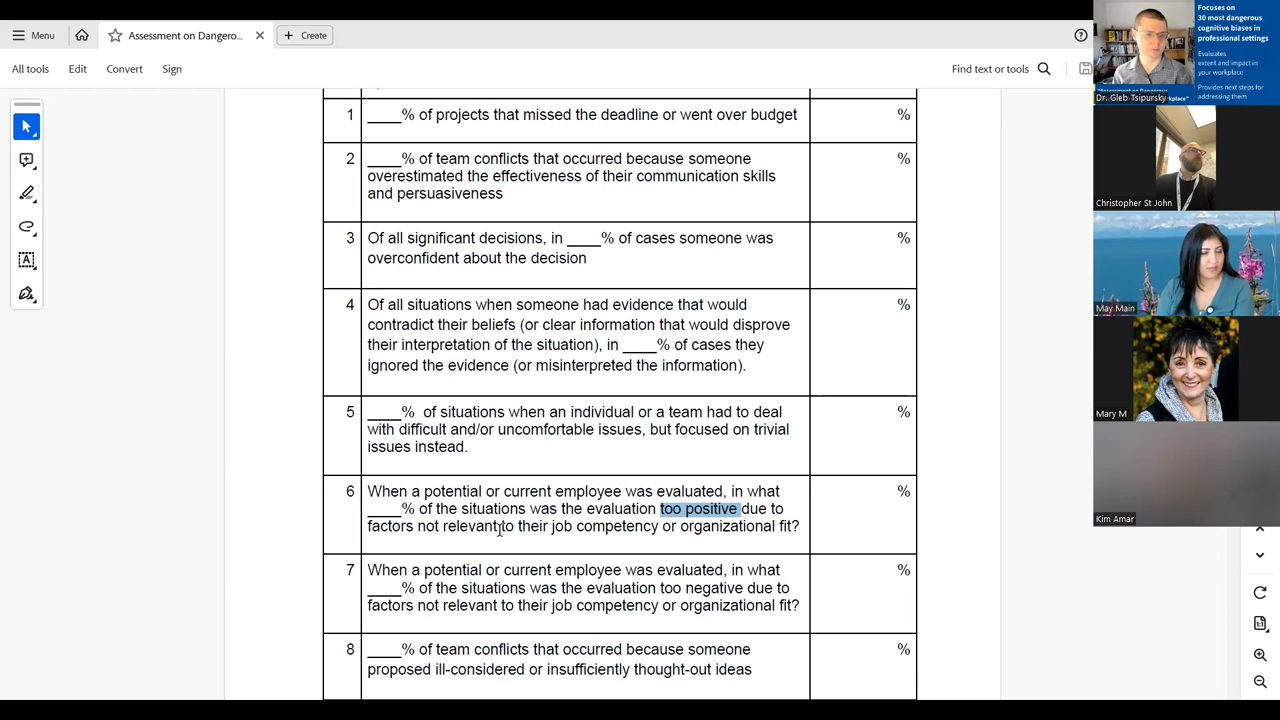 Menu
Assessment on Dangero...
Create
All tools
Edit
Convert
Sign
Find text or tools
1
____% of projects that missed the deadline or went over budget
%
2
____% of team conflicts that occurred because someone
overestimated the effectiveness of their communication skills
and persuasiveness
%
3
Of all significant decisions, in ____% of cases someone was
overconfident about the decision
%
4
Of all situations when someone had evidence that would
contradict their beliefs (or clear information that would disprove
their interpretation of the situation), in ____% of cases they
ignored the evidence (or misinterpreted the information).
%
5
____% of situations when an individual or a team had to deal
with difficult and/or uncomfortable issues, but focused on trivial
issues instead.
%
6
When a potential or current employee was evaluated, in what
____% of the situations was the evaluation too positive due to
factors not relevant to their job competency or organizational fit?
%
7
When a potential or current employee was evaluated, in what
____% of the situations was the evaluation too negative due to
factors not relevant to their job competency or organizational fit?
%
8
____% of team conflicts that occurred because someone
proposed ill-considered or insufficiently thought-out ideas
%
Focuses on
30 most dangerous
cognitive biases in
professional settings
Evaluates
extent and impact in
your workplace
Provides next steps for
addressing them
Dr. Gleb Tsipursky
Christopher St John
May Main
Mary M
Kim Amar